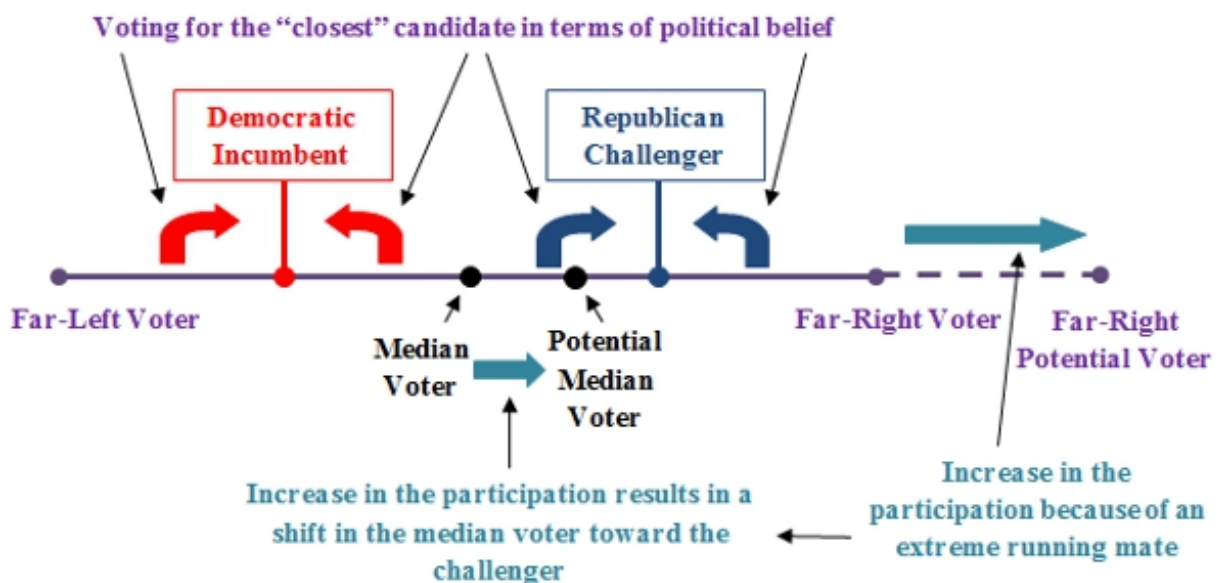 Voting for the “closest” candidate in terms of political belief
Democratic
Incumbent
Republican
Challenger
Far-Left Voter
Far-Right Voter
Far-Right
Potential Voter
Median
Voter
Potential
Median
Voter
Increase in the participation results in a
shift in the median voter toward the
challenger
Increase in the
participation because of an
extreme running mate